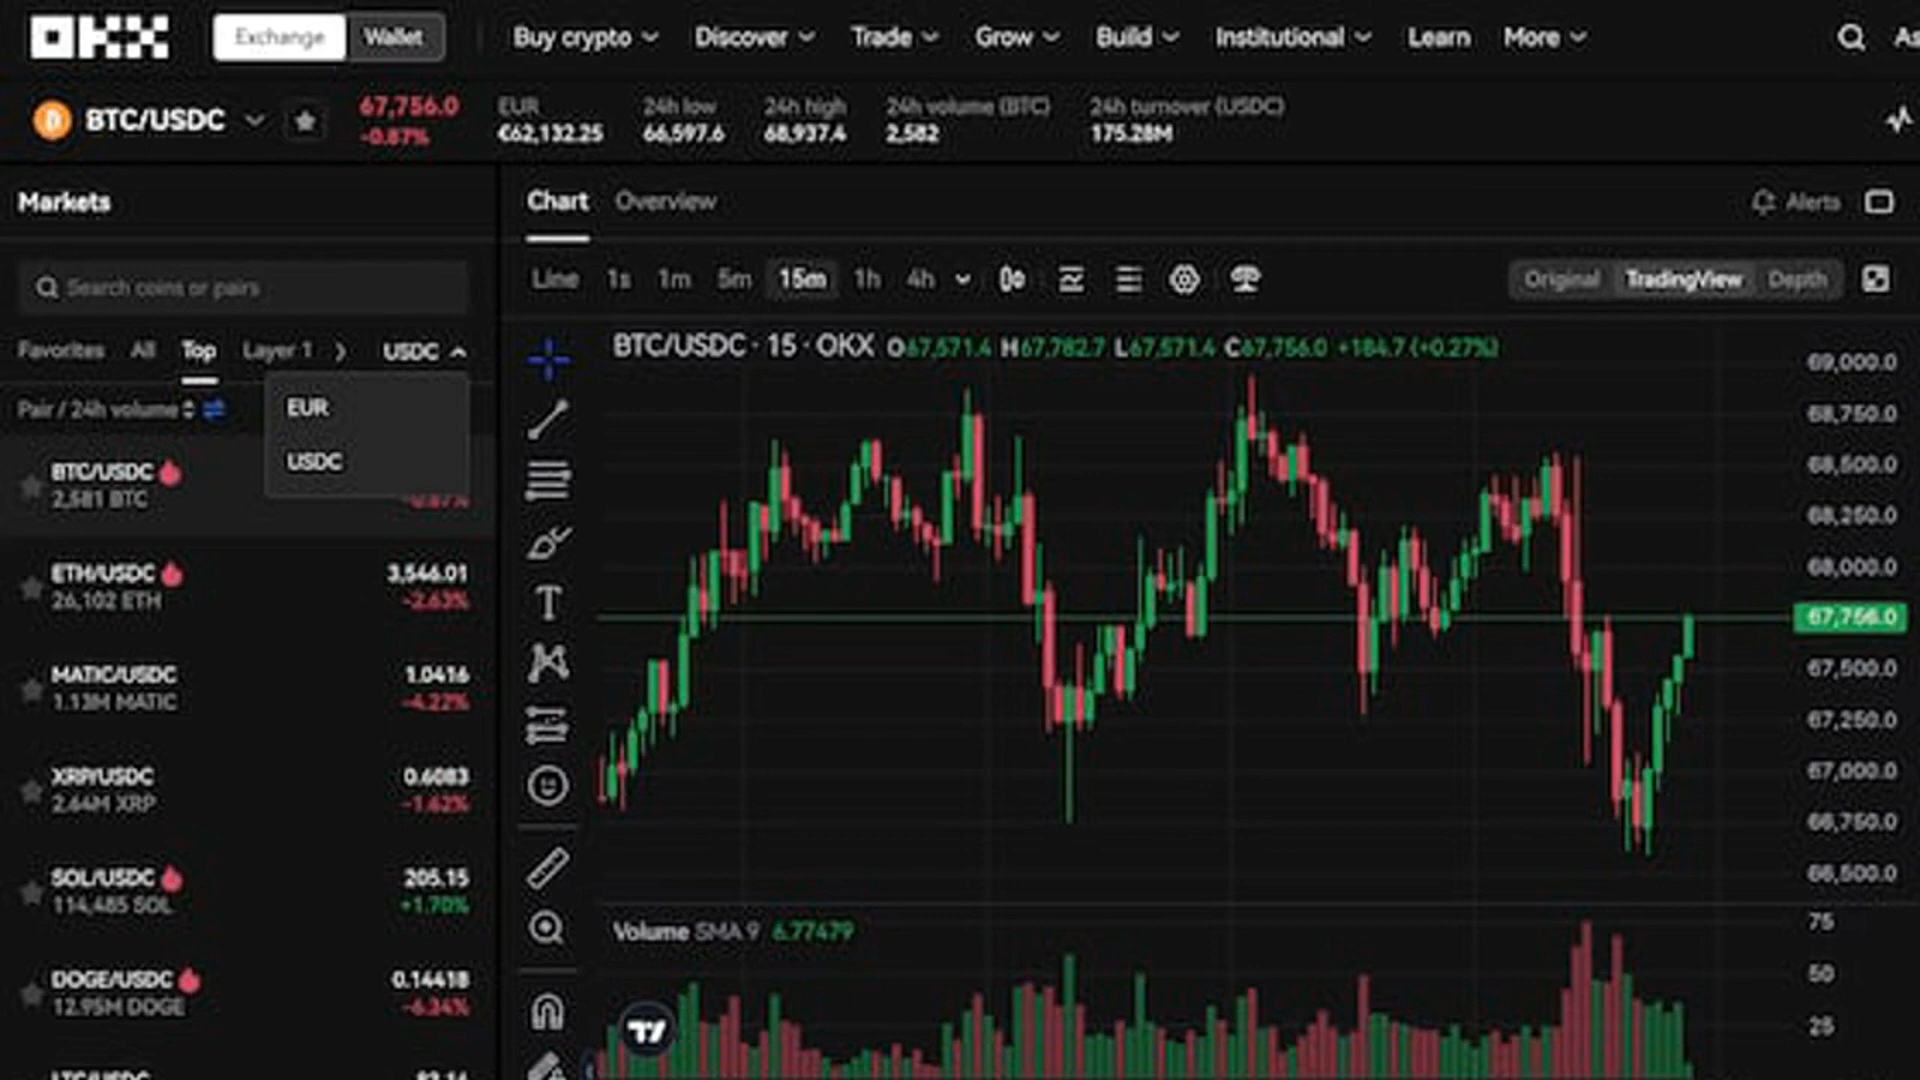 OKX Exchange Wallet Buy crypto Discover Trade Grow Build Institutional Learn More As
BTC/USDC 67,756.0 -0.87%
EUR €62,132.25
24h low 66,597.6
24h high 68,937.4
24h volume (BTC) 2,582
24h turnover (USDC) 175.28M
Markets
Search coins or pairs
Favorites All Top Layer 1 USDC
Pair / 24h volume
EUR
USDC
BTC/USDC
2,581 BTC -0.87%
ETH/USDC 3,546.01
26,102 ETH -2.63%
MATIC/USDC 1.0416
1.13M MATIC -4.22%
XRP/USDC 0.6083
2.64M XRP -1.62%
SOL/USDC 205.15
114,485 SOL +1.70%
DOGE/USDC 0.14418
12.95M DOGE -6.34%
LTC/USDC
Chart Overview Alerts
Line 1s 1m 5m 15m 1h 4h Original TradingView Depth
BTC/USDC · 15 · OKX O67,571.4 H67,782.7 L67,571.4 C67,756.0 +184.7 (+0.27%)
69,000.0
68,750.0
68,500.0
68,250.0
68,000.0
67,756.0
67,500.0
67,250.0
67,000.0
66,750.0
66,500.0
Volume SMA 9 6.77479
75
50
25